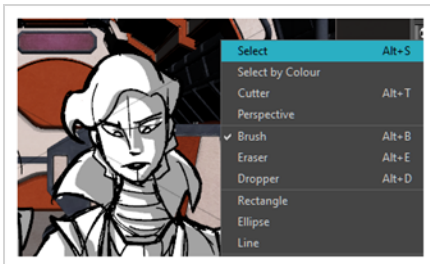 Select Alt+S
Select by Colour
Cutter Alt+T
Perspective
✓ Brush Alt+B
Eraser Alt+E
Dropper Alt+D
Rectangle
Ellipse
Line